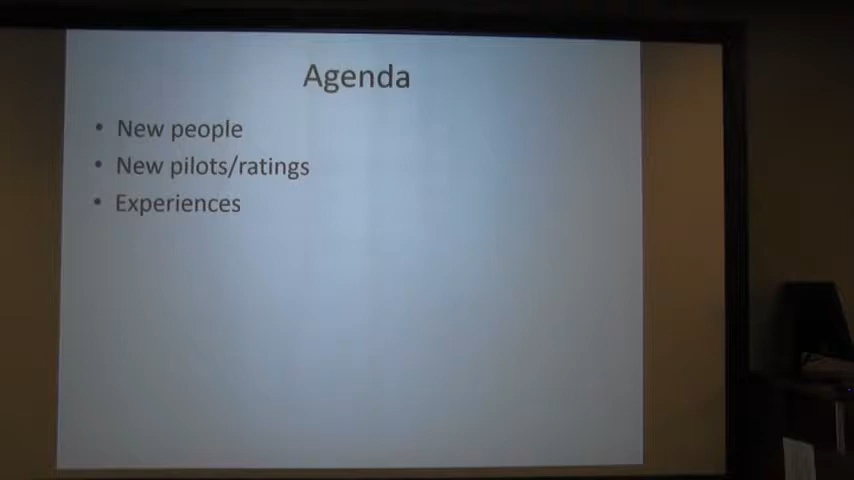 Agenda
• New people
• New pilots/ratings
• Experiences